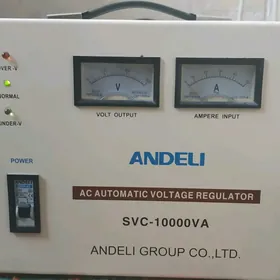 OVER-V
NORMAL
UNDER-V
V
VOLT OUTPUT
A
AMPERE INPUT
POWER
ANDELI
AC AUTOMATIC VOLTAGE REGULATOR
SVC-10000VA
ANDELI GROUP CO.,LTD.